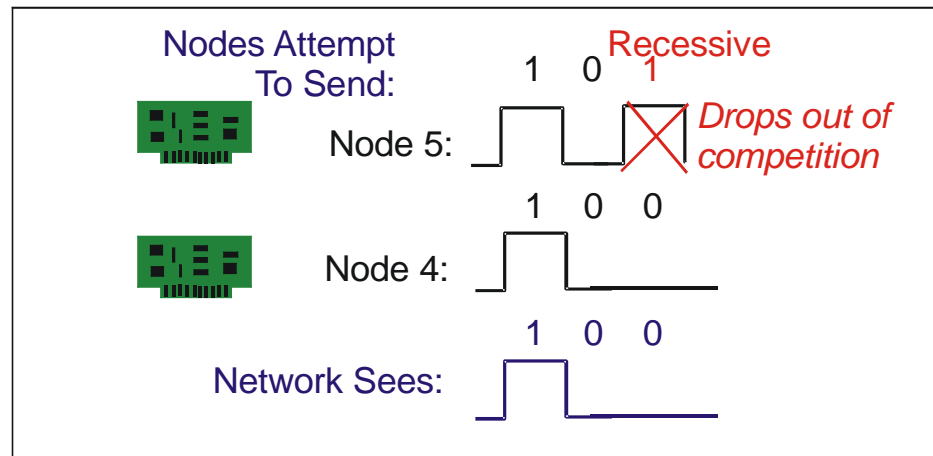 Nodes Attempt
To Send:
Recessive
1 0 1
Node 5:
Drops out of
competition
1 0 0
Node 4:
1 0 0
Network Sees: